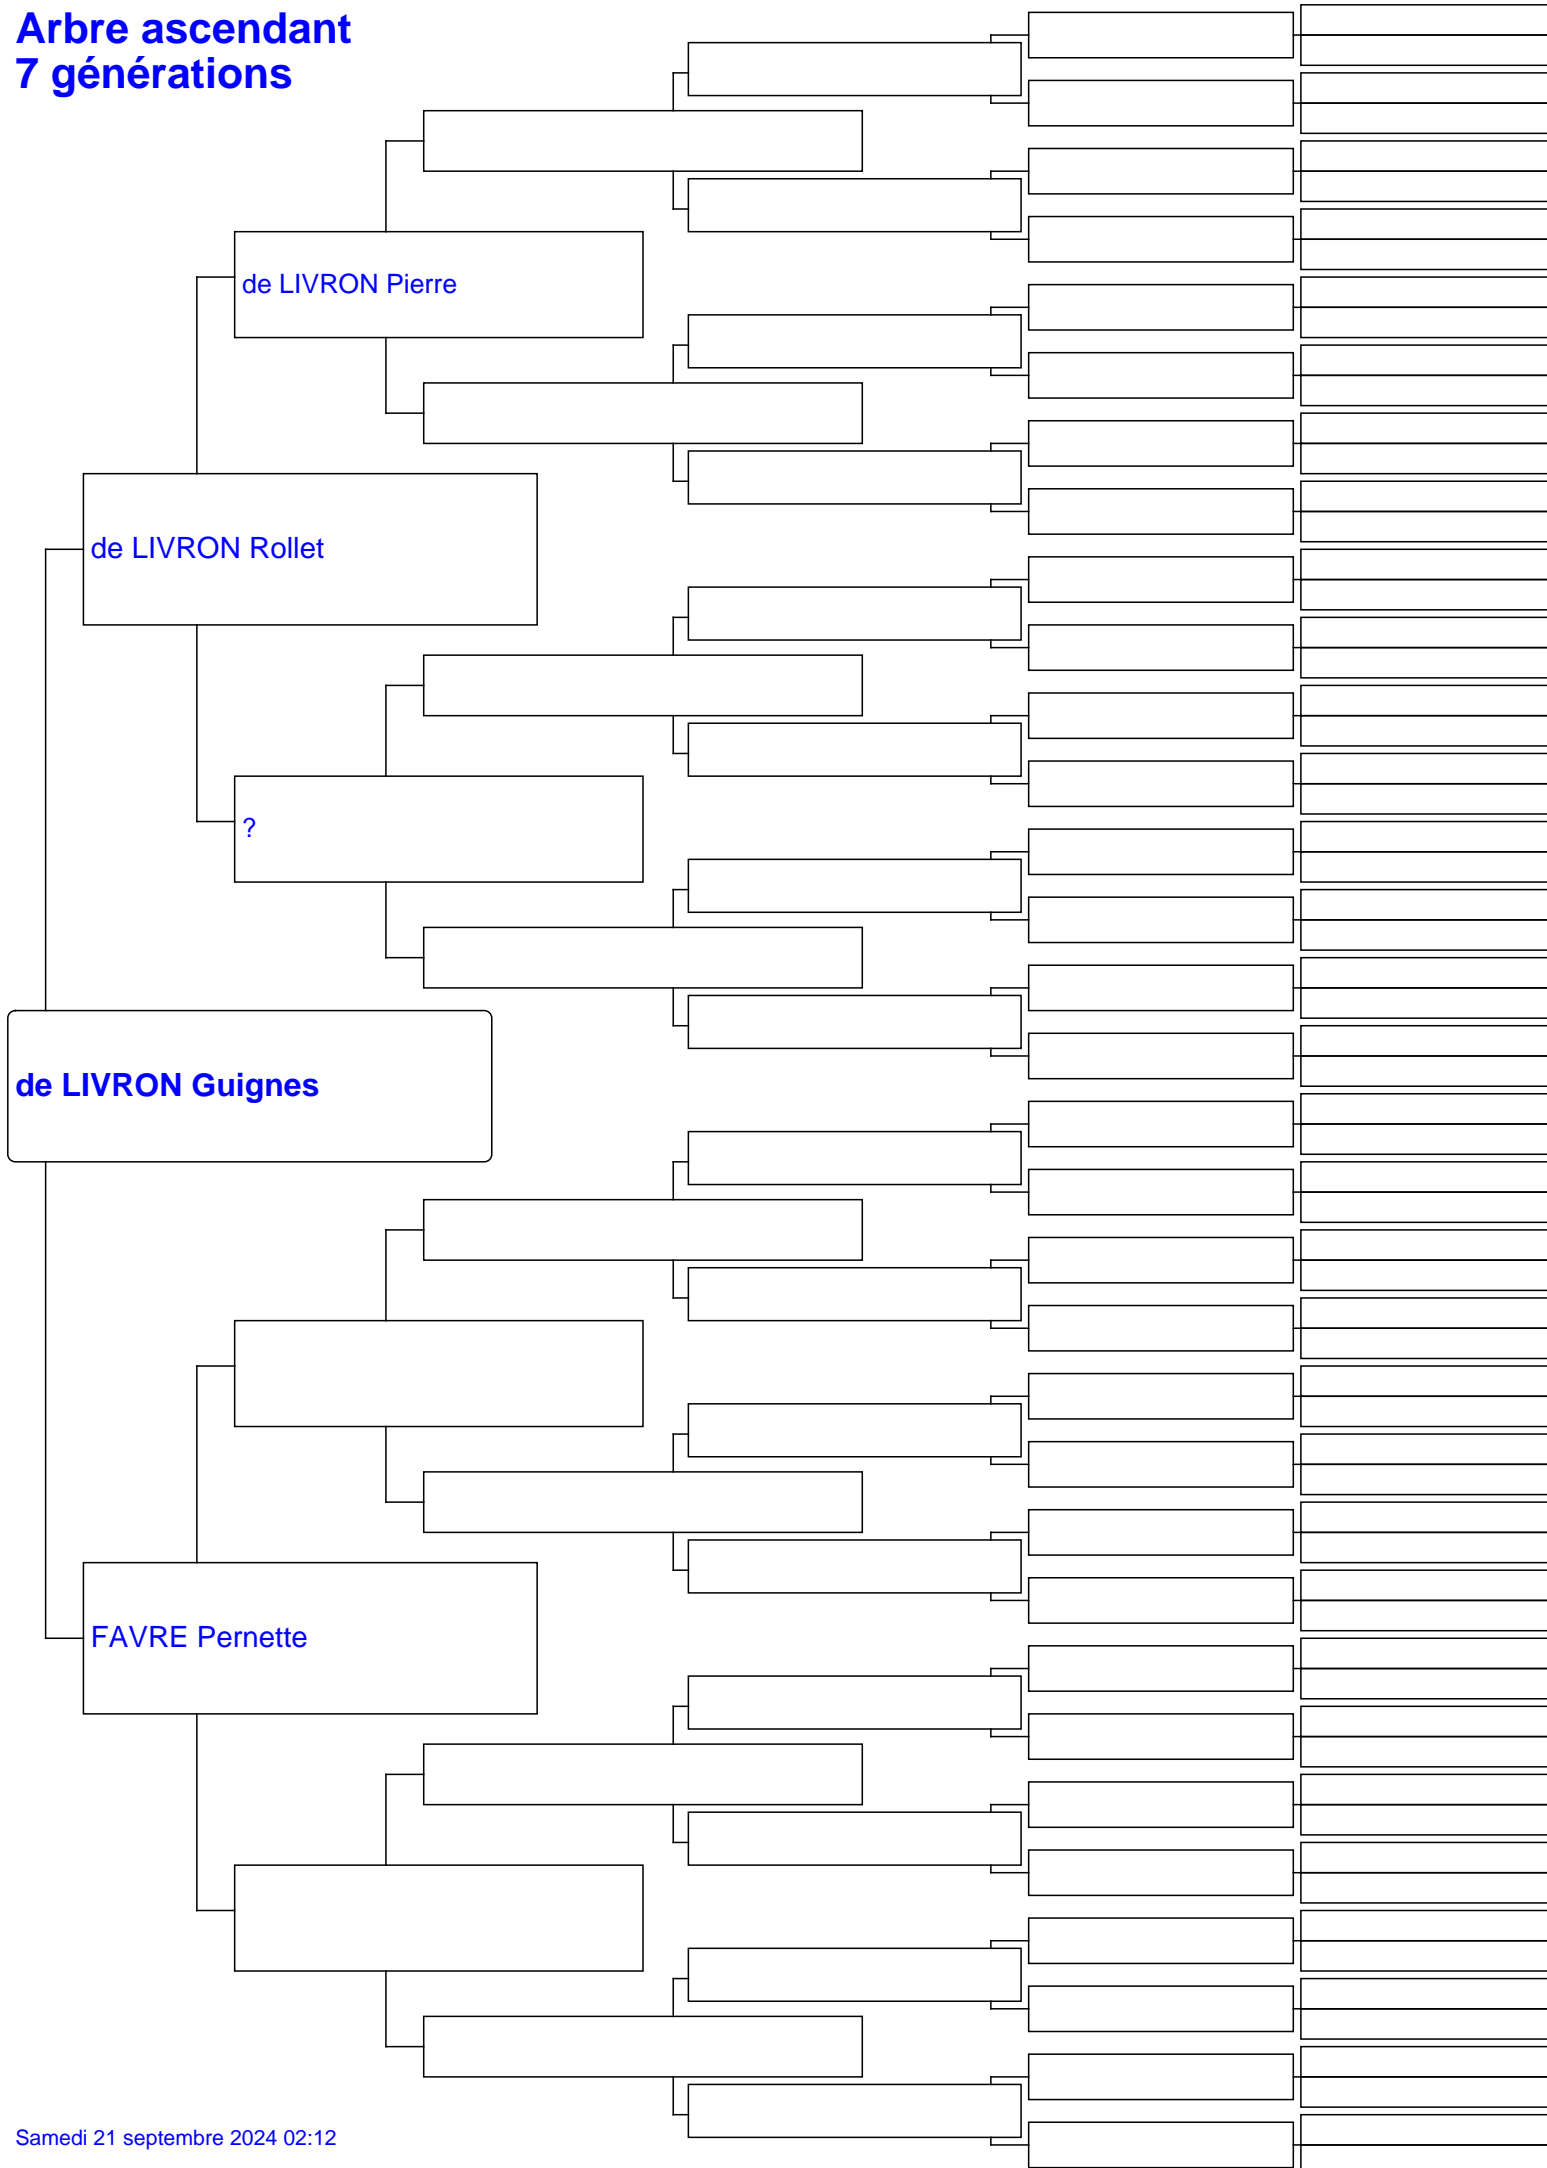 Arbre ascendant
7 générations
de LIVRON Pierre
de LIVRON Rollet
?
de LIVRON Guignes
FAVRE Pernette
Samedi 21 septembre 2024 02:12